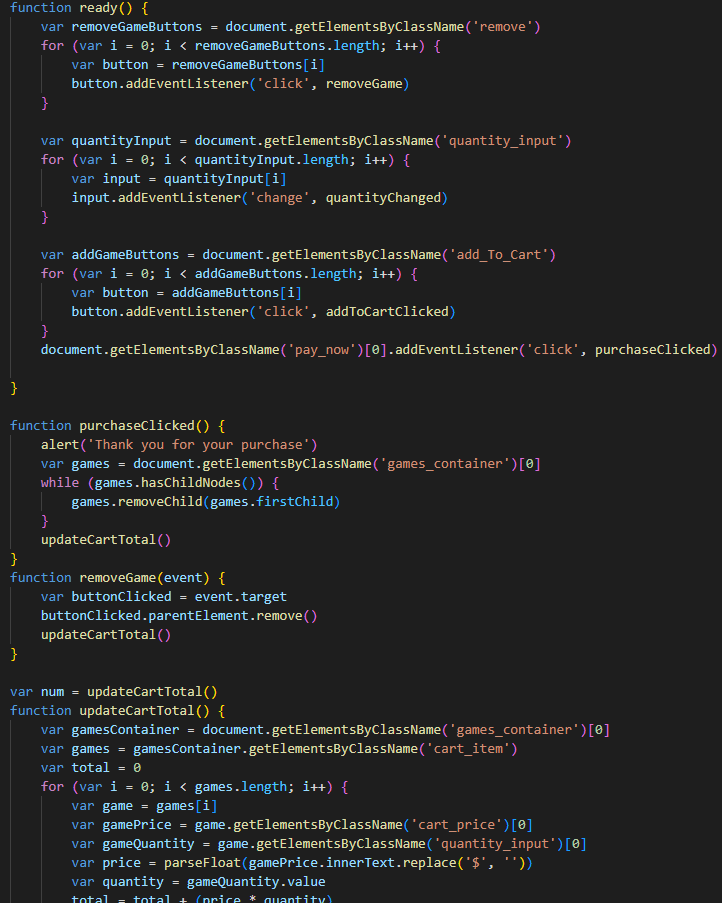 function ready() {
var removeGameButtons = document.getElementsByClassName('remove')
for (var i = 0; i < removeGameButtons.length; i++) {
var button = removeGameButtons[i]
button.addEventListener('click', removeGame)
}
var quantityInput = document.getElementsByClassName('quantity_input')
for (var i = 0; i < quantityInput.length; i++) {
var input = quantityInput[i]
input.addEventListener('change', quantityChanged)
}
var addGameButtons = document.getElementsByClassName('add_To_Cart')
for (var i = 0; i < addGameButtons.length; i++) {
var button = addGameButtons[i]
button.addEventListener('click', addToCartClicked)
}
document.getElementsByClassName('pay_now')[0].addEventListener('click', purchaseClicked)
}
function purchaseClicked() {
alert('Thank you for your purchase')
var games = document.getElementsByClassName('games_container')[0]
while (games.hasChildNodes()) {
games.removeChild(games.firstChild)
}
updateCartTotal()
}
function removeGame(event) {
var buttonClicked = event.target
buttonClicked.parentElement.remove()
updateCartTotal()
}
var num = updateCartTotal()
function updateCartTotal() {
var gamesContainer = document.getElementsByClassName('games_container')[0]
var games = gamesContainer.getElementsByClassName('cart_item')
var total = 0
for (var i = 0; i < games.length; i++) {
var game = games[i]
var gamePrice = game.getElementsByClassName('cart_price')[0]
var gameQuantity = game.getElementsByClassName('quantity_input')[0]
var price = parseFloat(gamePrice.innerText.replace('$', ''))
var quantity = gameQuantity.value
total = total + (price * quantity)